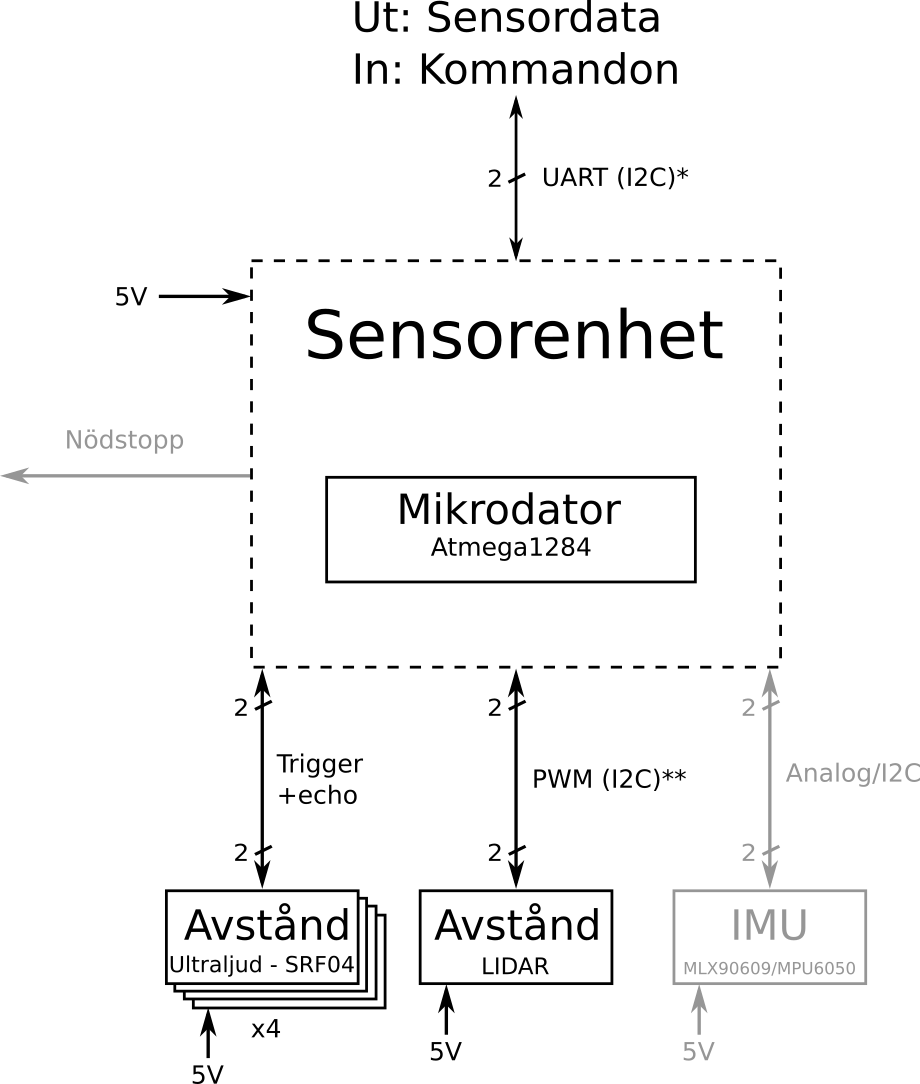 Ut: Sensordata
In: Kommandon
2
UART (I2C)*
5V
Sensorenhet
Nödstopp
Mikrodator
Atmega1284
2
2
2
Trigger
+echo
PWM (I2C)**
Analog/I2C
2
2
2
Avstånd
Ultraljud - SRF04
Avstånd
LIDAR
IMU
MLX90609/MPU6050
x4
5V
5V
5V